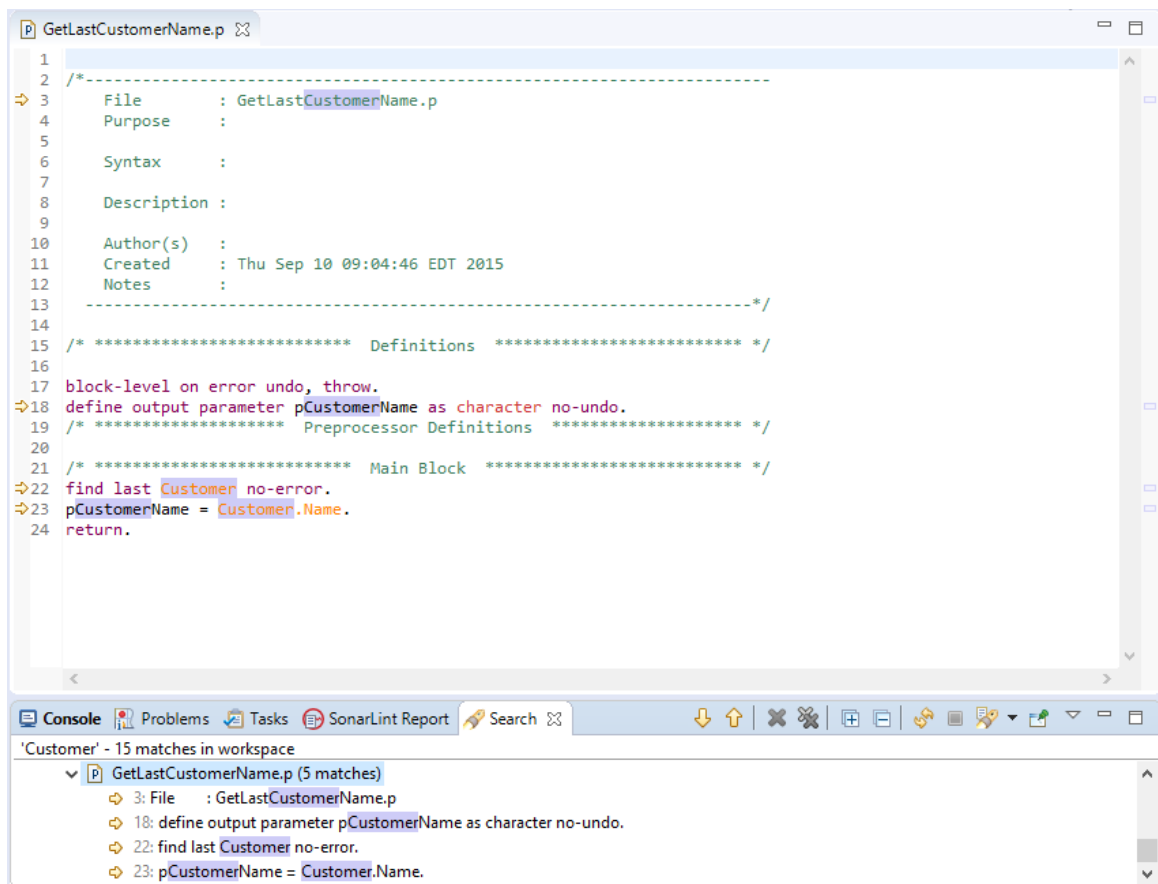 GetLastCustomerName.p
1
2 /*------------------------------------------------------------------------
3     File        : GetLastCustomerName.p
4     Purpose     :
5
6     Syntax      :
7
8     Description :
9
10     Author(s)   :
11     Created     : Thu Sep 10 09:04:46 EDT 2015
12     Notes       :
13   ----------------------------------------------------------------------*/
14
15 /* ***************************  Definitions  ************************** */
16
17 block-level on error undo, throw.
18 define output parameter pCustomerName as character no-undo.
19 /* ********************  Preprocessor Definitions  ******************** */
20
21 /* ***************************  Main Block  *************************** */
22 find last Customer no-error.
23 pCustomerName = Customer.Name.
24 return.
Console Problems Tasks SonarLint Report Search
'Customer' - 15 matches in workspace
GetLastCustomerName.p (5 matches)
3: File      : GetLastCustomerName.p
18: define output parameter pCustomerName as character no-undo.
22: find last Customer no-error.
23: pCustomerName = Customer.Name.